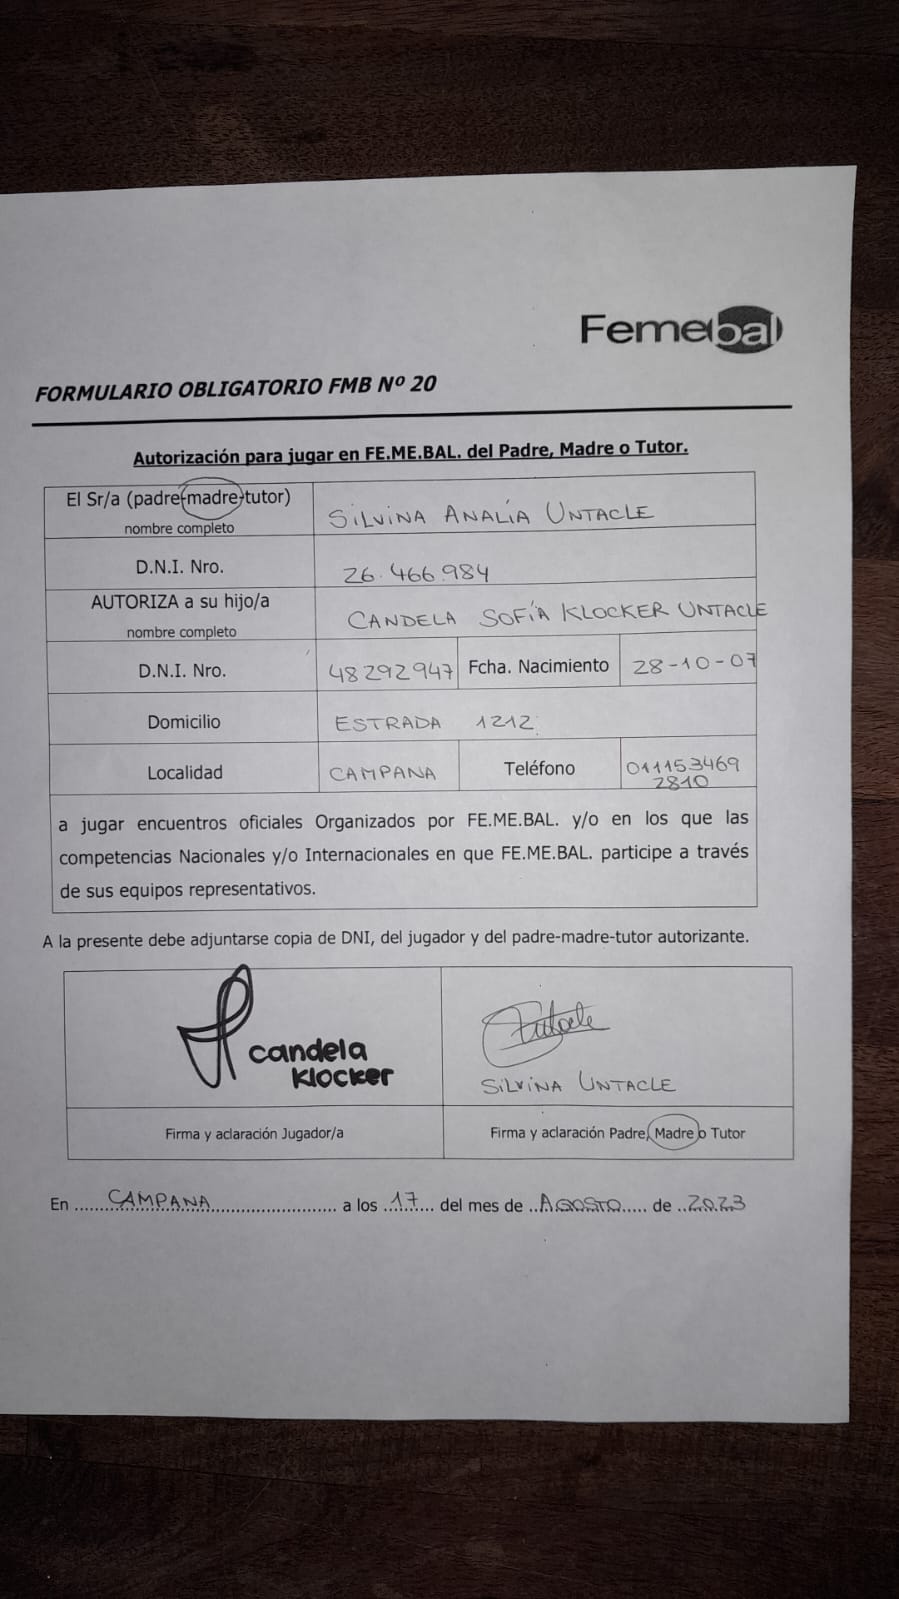 Femebal
FORMULARIO OBLIGATORIO FMB Nº 20
Autorización para jugar en FE.ME.BAL. del Padre, Madre o Tutor.
El Sr/a (padre-madre-tutor)
nombre completo
SILVINA ANALÍA UNTACLE
D.N.I. Nro.
26.466.984
AUTORIZA a su hijo/a
nombre completo
CANDELA SOFÍA KLOCKER UNTACLE
D.N.I. Nro.
48292947
Fcha. Nacimiento
28-10-07
Domicilio
ESTRADA 1212
Localidad
CAMPANA
Teléfono
011153469
2810
a jugar encuentros oficiales Organizados por FE.ME.BAL. y/o en los que las
competencias Nacionales y/o Internacionales en que FE.ME.BAL. participe a través
de sus equipos representativos.
A la presente debe adjuntarse copia de DNI, del jugador y del padre-madre-tutor autorizante.
candela
Klocker
Untacle
SILVINA UNTACLE
Firma y aclaración Jugador/a
Firma y aclaración Padre, Madre o Tutor
En CAMPANA a los 17 del mes de AGOSTO de 2023